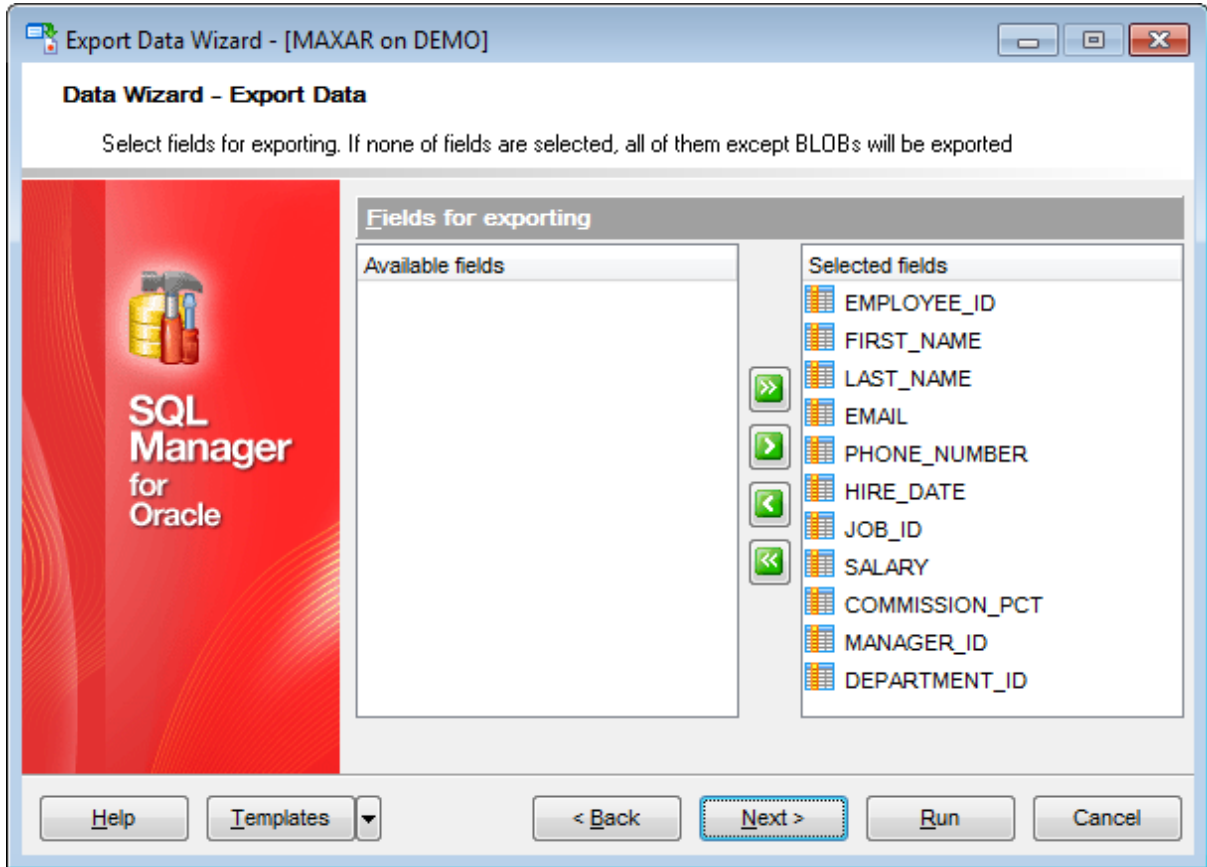 Export Data Wizard - [MAXAR on DEMO]
Data Wizard - Export Data
Select fields for exporting. If none of fields are selected, all of them except BLOBs will be exported
SQL
Manager
for
Oracle
Fields for exporting
Available fields
Selected fields
EMPLOYEE_ID
FIRST_NAME
LAST_NAME
EMAIL
PHONE_NUMBER
HIRE_DATE
JOB_ID
SALARY
COMMISSION_PCT
MANAGER_ID
DEPARTMENT_ID
Help
Templates
< Back
Next >
Run
Cancel